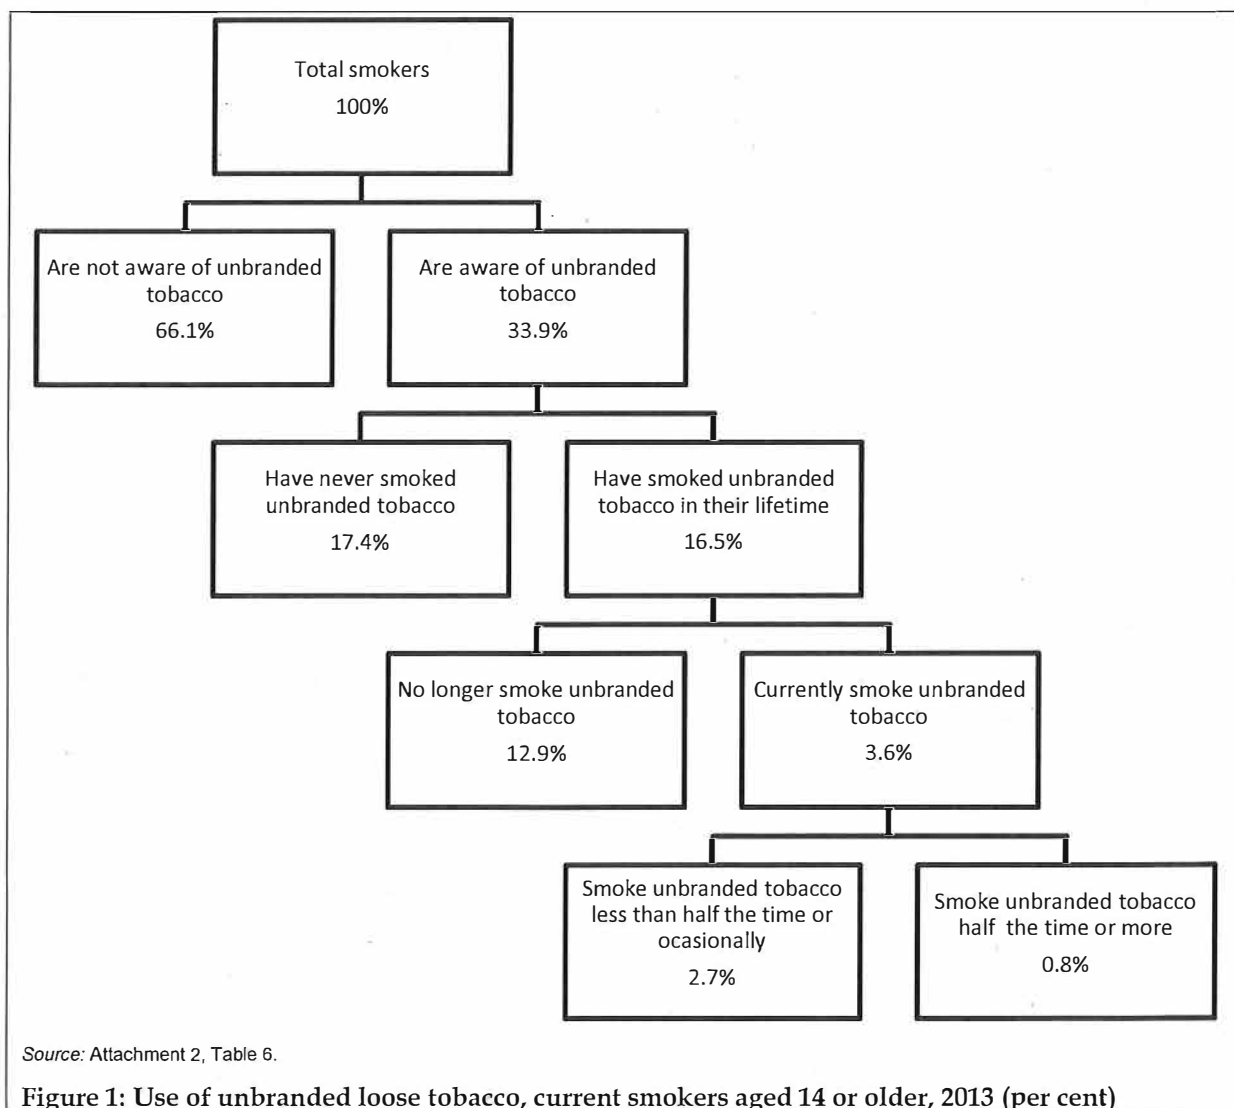 Total smokers
100%
Are not aware of unbranded
tobacco
66.1%
Are aware of unbranded
tobacco
33.9%
Have never smoked
unbranded tobacco
17.4%
Have smoked unbranded
tobacco in their lifetime
16.5%
No longer smoke unbranded
tobacco
12.9%
Currently smoke unbranded
tobacco
3.6%
Smoke unbranded tobacco
less than half the time or
ocasionally
2.7%
Smoke unbranded tobacco
half the time or more
0.8%
Source: Attachment 2, Table 6.
Figure 1: Use of unbranded loose tobacco, current smokers aged 14 or older, 2013 (per cent)